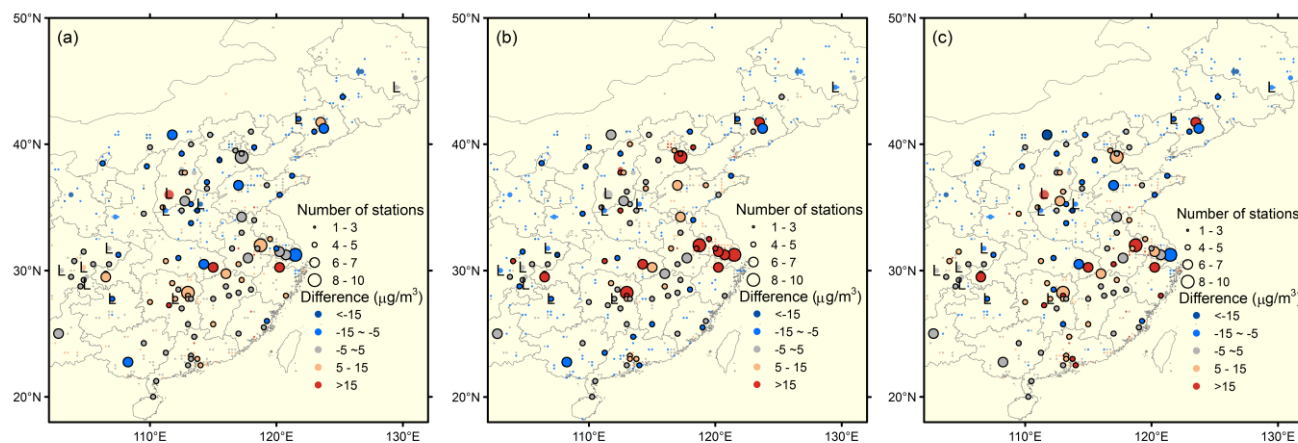 50°N
(a)
40°N
30°N
20°N
110°E 120°E 130°E
L
L
L
L
L
L
L
L
L
L
Number of stations
1 - 3
4 - 5
6 - 7
8 - 10
Difference (μg/m³)
<-15
-15 ~ -5
-5 ~5
5 - 15
>15
50°N
(b)
40°N
30°N
20°N
110°E 120°E 130°E
L
L
L
L
L
L
L
L
L
L
Number of stations
1 - 3
4 - 5
6 - 7
8 - 10
Difference (μg/m³)
<-15
-15 ~ -5
-5 ~5
5 - 15
>15
50°N
(c)
40°N
30°N
20°N
110°E 120°E 130°E
L
L
L
L
L
L
L
L
L
L
Number of stations
1 - 3
4 - 5
6 - 7
8 - 10
Difference (μg/m³)
<-15
-15 ~ -5
-5 ~5
5 - 15
>15